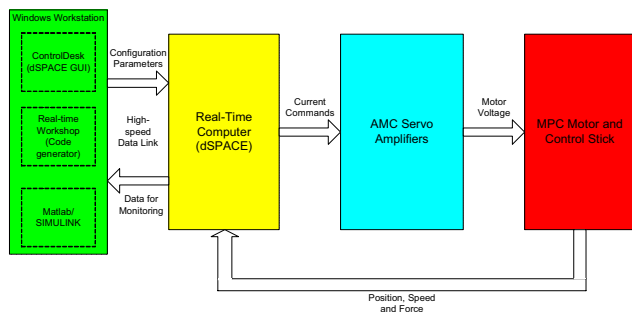 Windows Workstation
ControlDesk
(dSPACE GUI)
Real-time
Workshop
(Code
generator)
Matlab/
SIMULINK
Configuration
Parameters
High-
speed
Data Link
Data for
Monitoring
Real-Time
Computer
(dSPACE)
Current
Commands
AMC Servo
Amplifiers
Motor
Voltage
MPC Motor and
Control Stick
Position, Speed
and Force